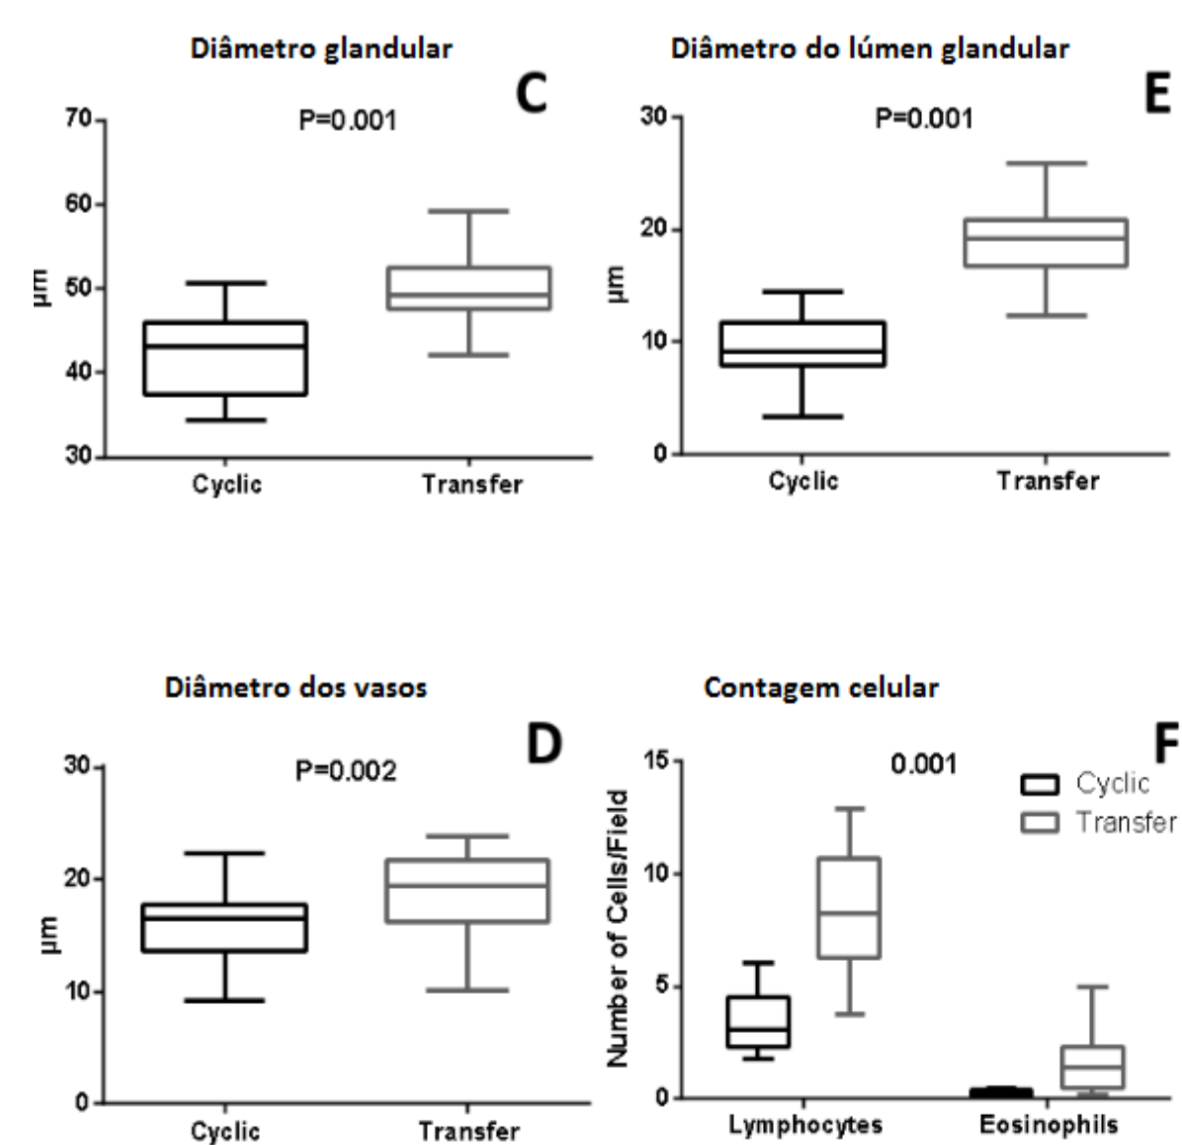 Diâmetro glandular
C
P=0.001
70
60
50
40
30
µm
Cyclic
Transfer
Diâmetro do lúmen glandular
E
P=0.001
30
20
10
0
µm
Cyclic
Transfer
Diâmetro dos vasos
D
P=0.002
30
20
10
0
µm
Cyclic
Transfer
Contagem celular
F
0.001
15
10
5
0
Number of Cells/Field
Cyclic
Transfer
Lymphocytes
Eosinophils